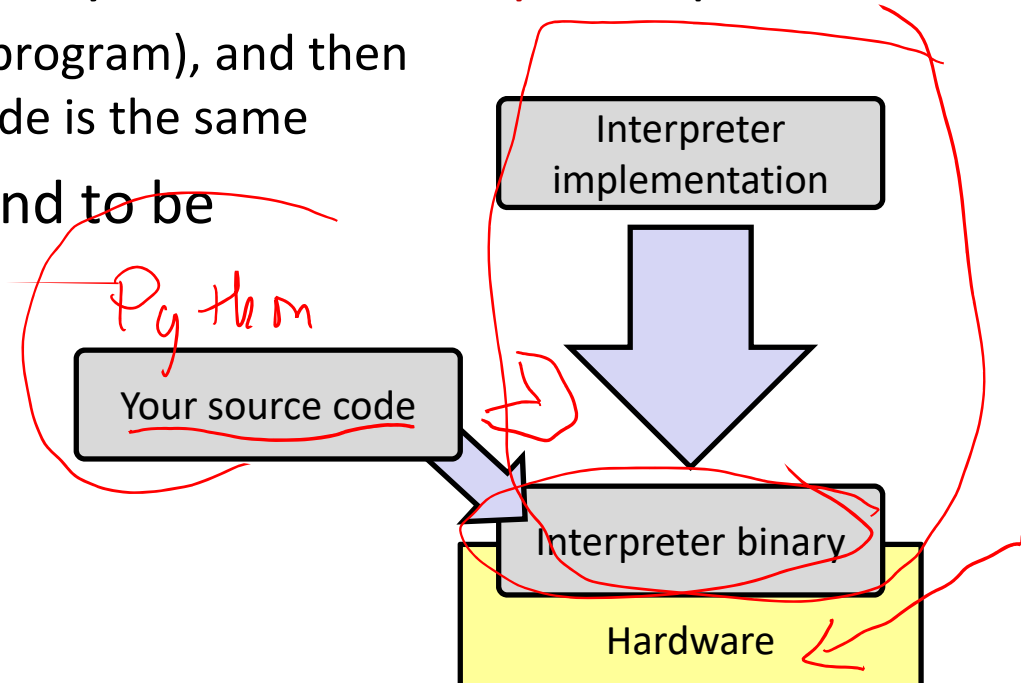 program), and then
de is the same
nd to be
Interpreter
implementation
Python
Your source code
Interpreter binary
Hardware